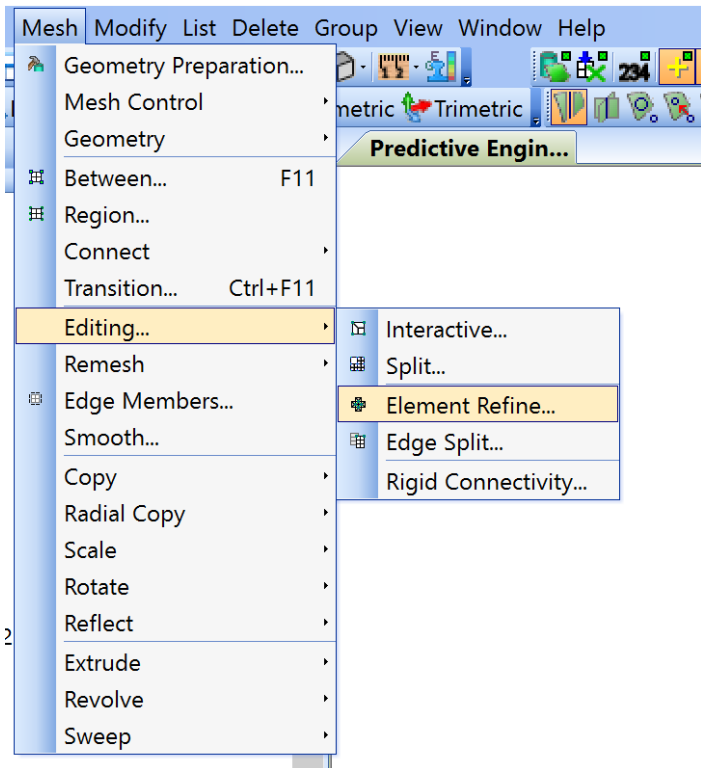 Mesh Modify List Delete Group View Window Help
234
metric Trimetric
Predictive Engin...
Geometry Preparation...
Mesh Control
Geometry
Between... F11
Region...
Connect
Transition... Ctrl+F11
Editing...
Remesh
Edge Members...
Smooth...
Copy
Radial Copy
Scale
Rotate
Reflect
Extrude
Revolve
Sweep
Interactive...
Split...
Element Refine...
Edge Split...
Rigid Connectivity...
2